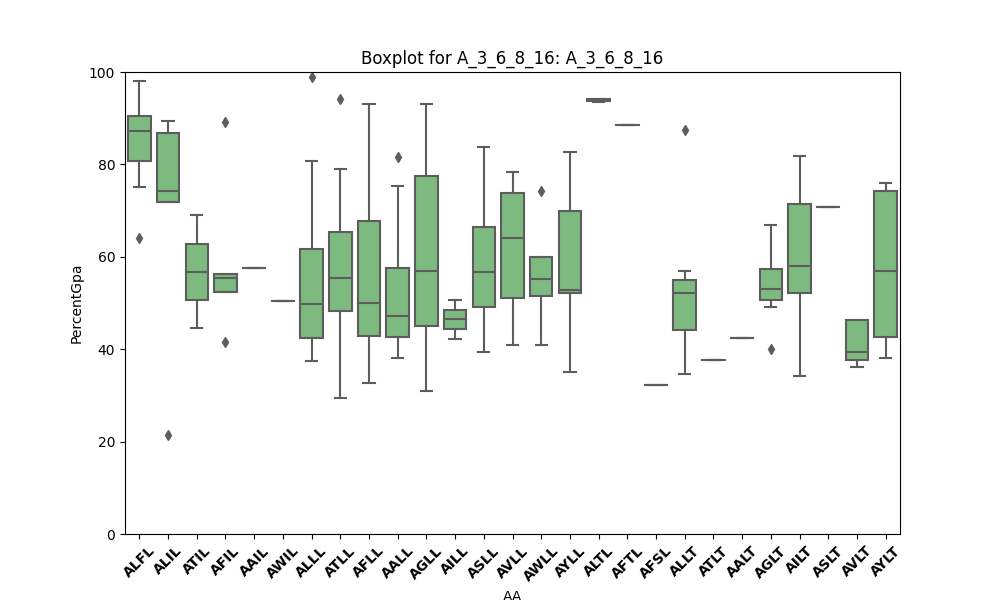 Boxplot for A_3_6_8_16: A_3_6_8_16
PercentGpa
100
80
60
40
20
0
ALFL ALIL ATIL AFIL AAIL AWIL ALLL ATLL AFLL AALL AGLL AILL ASLL AVLL AWLL AYLL ALTL AFTL AFSL ALLT ATLT AALT AGLT AILT ASLT AVLT AYLT
AA